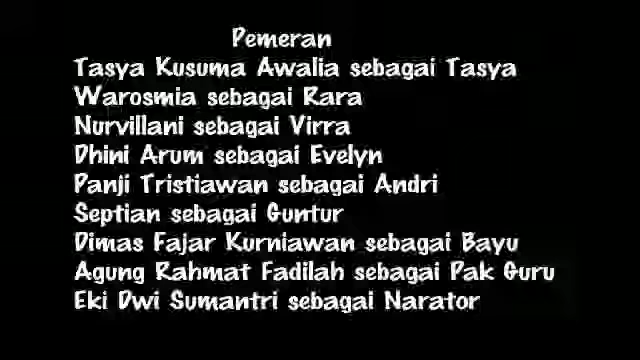 Pemeran
Tasya Kusuma Awalia sebagai Tasya
Warosmia sebagai Rara
Nurvillani sebagai Virra
Dhini Arum sebagai Evelyn
Panji Tristiawan sebagai Andri
Septian sebagai Guntur
Dimas Fajar Kurniawan sebagai Bayu
Agung Rahmat Fadilah sebagai Pak Guru
Eki Dwi Sumantri sebagai Narator